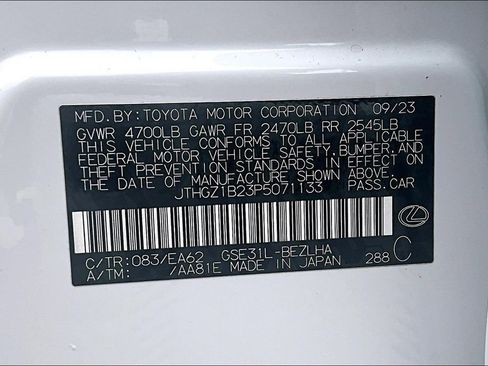 MFD. BY: TOYOTA MOTOR CORPORATION 09/23
GVWR 4700LB GAWR FR 2470LB RR 2545LB
THIS VEHICLE CONFORMS TO ALL APPLICABLE
FEDERAL MOTOR VEHICLE SAFETY, BUMPER, AND
THEFT PREVENTION STANDARDS IN EFFECT ON
THE DATE OF MANUFACTURE SHOWN ABOVE.
JTHGZ1B23P5071133 PASS. CAR
C/TR: 083/EA62 GSE31L-BEZLHA
A/TM: /AA81E MADE IN JAPAN 288 C